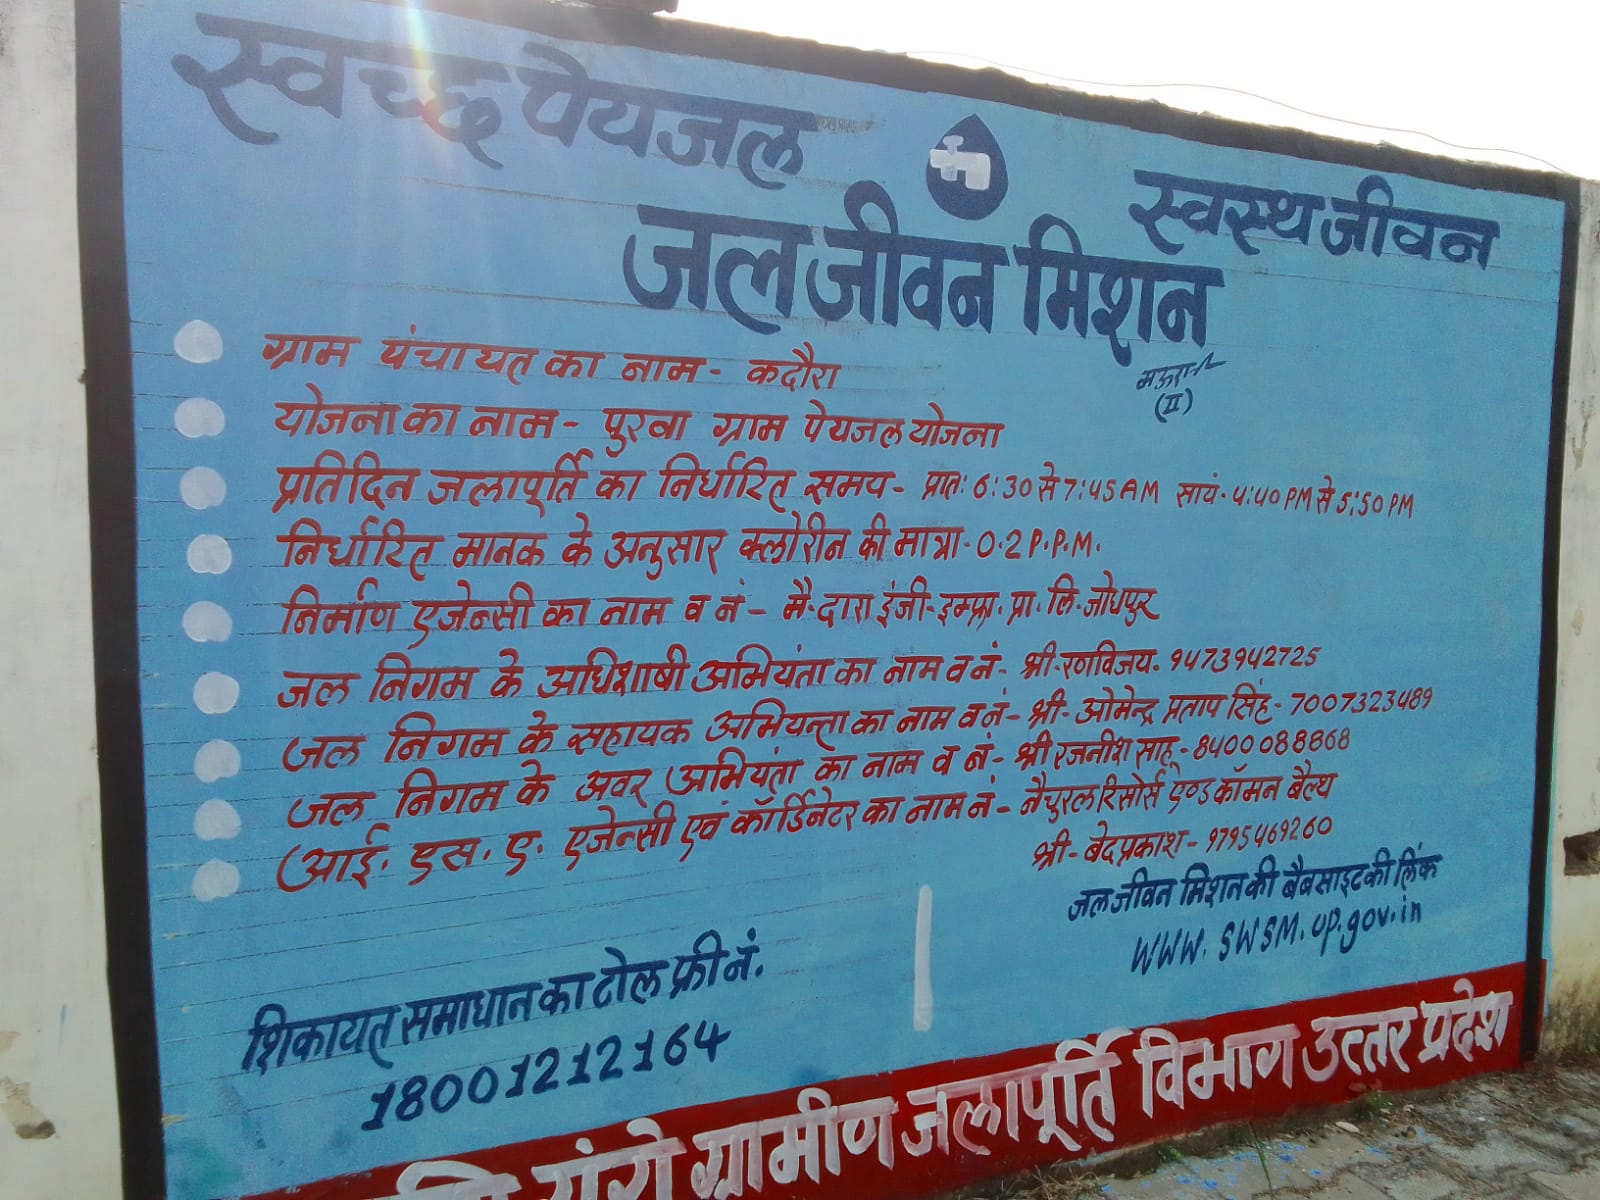 स्वच्छ पेयजल
स्वस्थ जीवन
जल जीवन मिशन
(II)
ग्राम पंचायत का नाम - कदौरा
योजना का नाम - पुरवा ग्राम पेयजल योजना
प्रतिदिन जलापूर्ति का निर्धारित समय - प्रातः 6:30 से 7:45 AM सायं. 4:40 PM से 5:50 PM
निर्धारित मानक के अनुसार क्लोरीन की मात्रा - 0.2 P.P.M.
निर्माण एजेन्सी का नाम व नं - मै. दारा इंजी. इम्फ्रा. प्रा. लि. जोधपुर
जल निगम के अधिशाषी अभियंता का नाम व नं - श्री. रणविजय. 9473942725
जल निगम के सहायक अभियन्ता का नाम व नं - श्री - ओमेन्द्र प्रताप सिंह - 7007323489
जल निगम के अवर अभियंता का नाम व नं - श्री रजनीश साहू - 8400088868
आई. एस. ए. एजेन्सी एवं कॉर्डिनेटर का नाम नं - नैचुरल रिसोर्स एण्ड कॉमन बैल्थ
श्री - बेदप्रकाश - 9795469260
जल जीवन मिशन की बैबसाइट की लिंक
WWW. SWSM.up.gov.in
शिकायत समाधान का टोल फ्री नं.
18001212164
ग्रामीण जलापूर्ति विभाग उत्तर प्रदेश